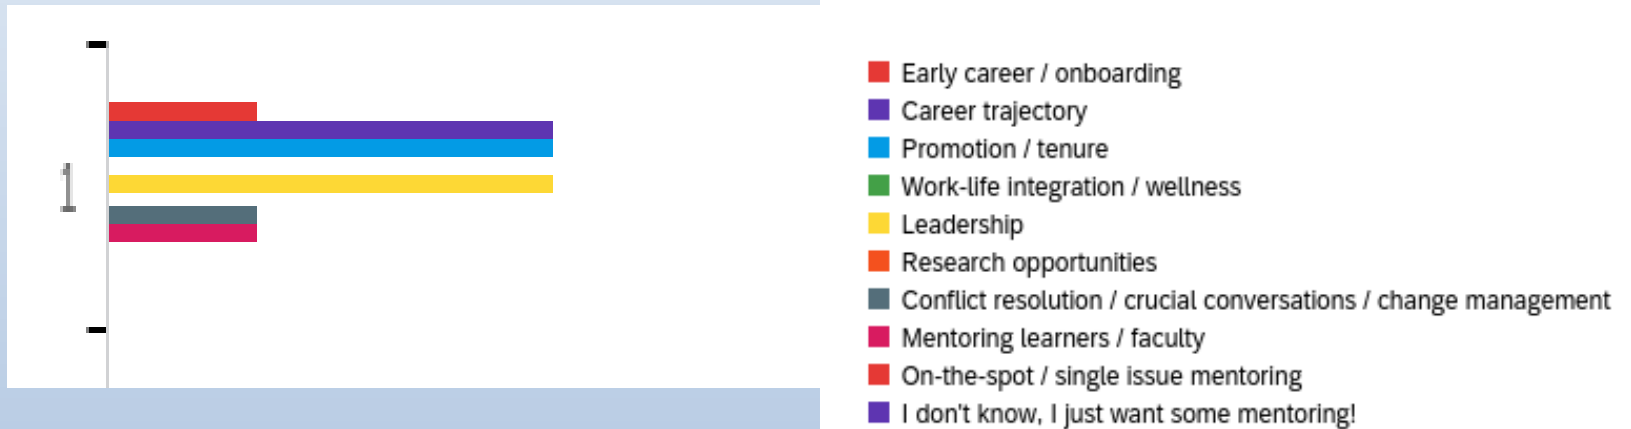 1
Early career / onboarding
Career trajectory
Promotion / tenure
Work-life integration / wellness
Leadership
Research opportunities
Conflict resolution / crucial conversations / change management
Mentoring learners / faculty
On-the-spot / single issue mentoring
I don't know, I just want some mentoring!